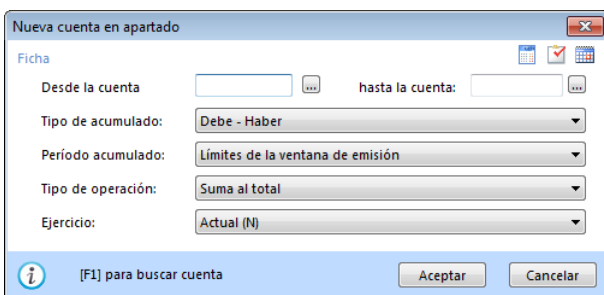 Nueva cuenta en apartado
Ficha
Desde la cuenta ... hasta la cuenta: ...
Tipo de acumulado: Debe - Haber
Período acumulado: Límites de la ventana de emisión
Tipo de operación: Suma al total
Ejercicio: Actual (N)
[F1] para buscar cuenta Aceptar Cancelar